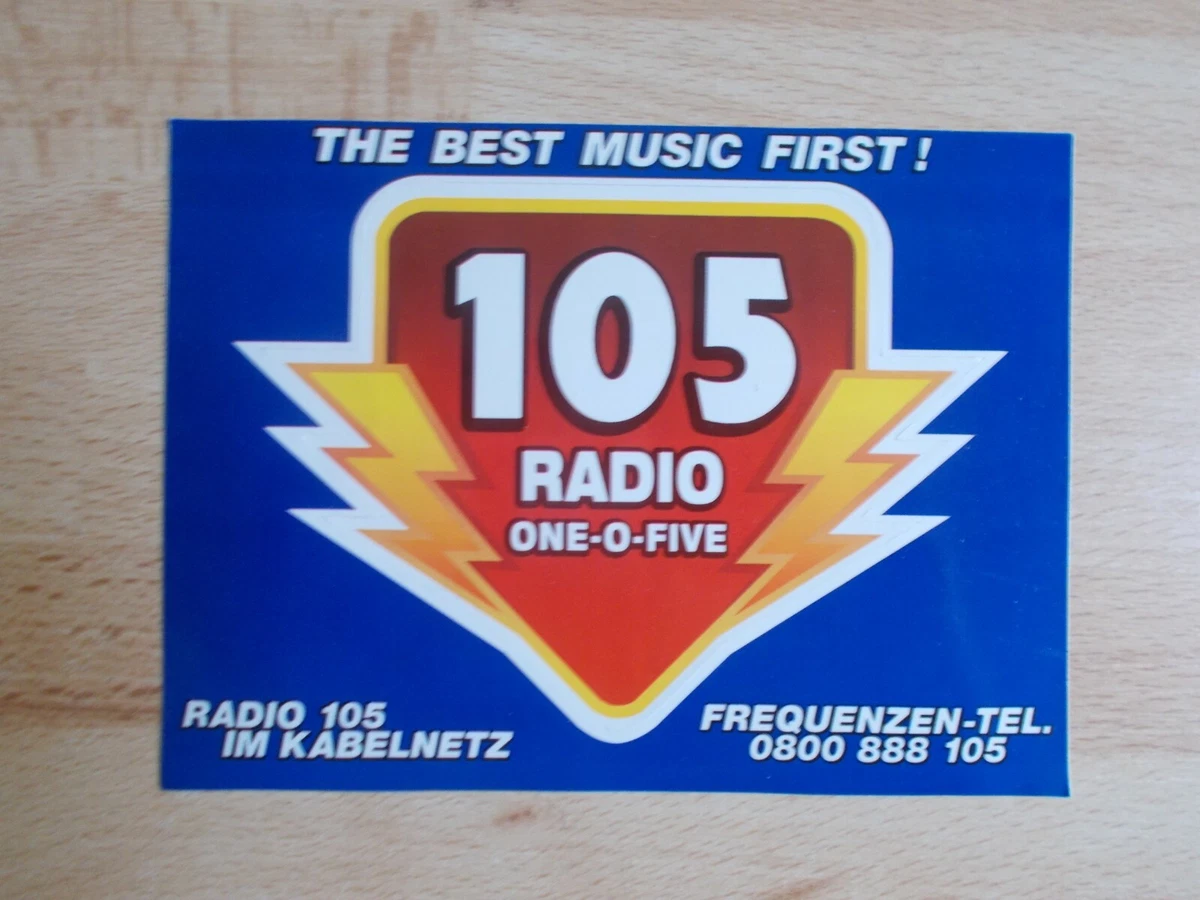 THE BEST MUSIC FIRST!
105
RADIO
ONE-O-FIVE
RADIO 105
IM KABELNETZ
FREQUENZEN-TEL.
0800 888 105